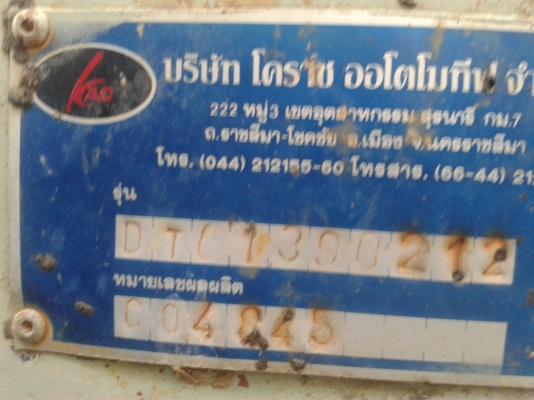 KAC
บริษัท โคราช ออโตโมทีฟ จำ
222 หมู่3 เขตอุตสาหกรรม สุรนารี กม.7
ถ.ราชสีมา-โชคชัย อ.เมือง จ.นครราชสีมา
โทร. (044) 212155-60 โทรสาร. (66-44) 21
รุ่น
DTC1300212
หมายเลขผลผลิต